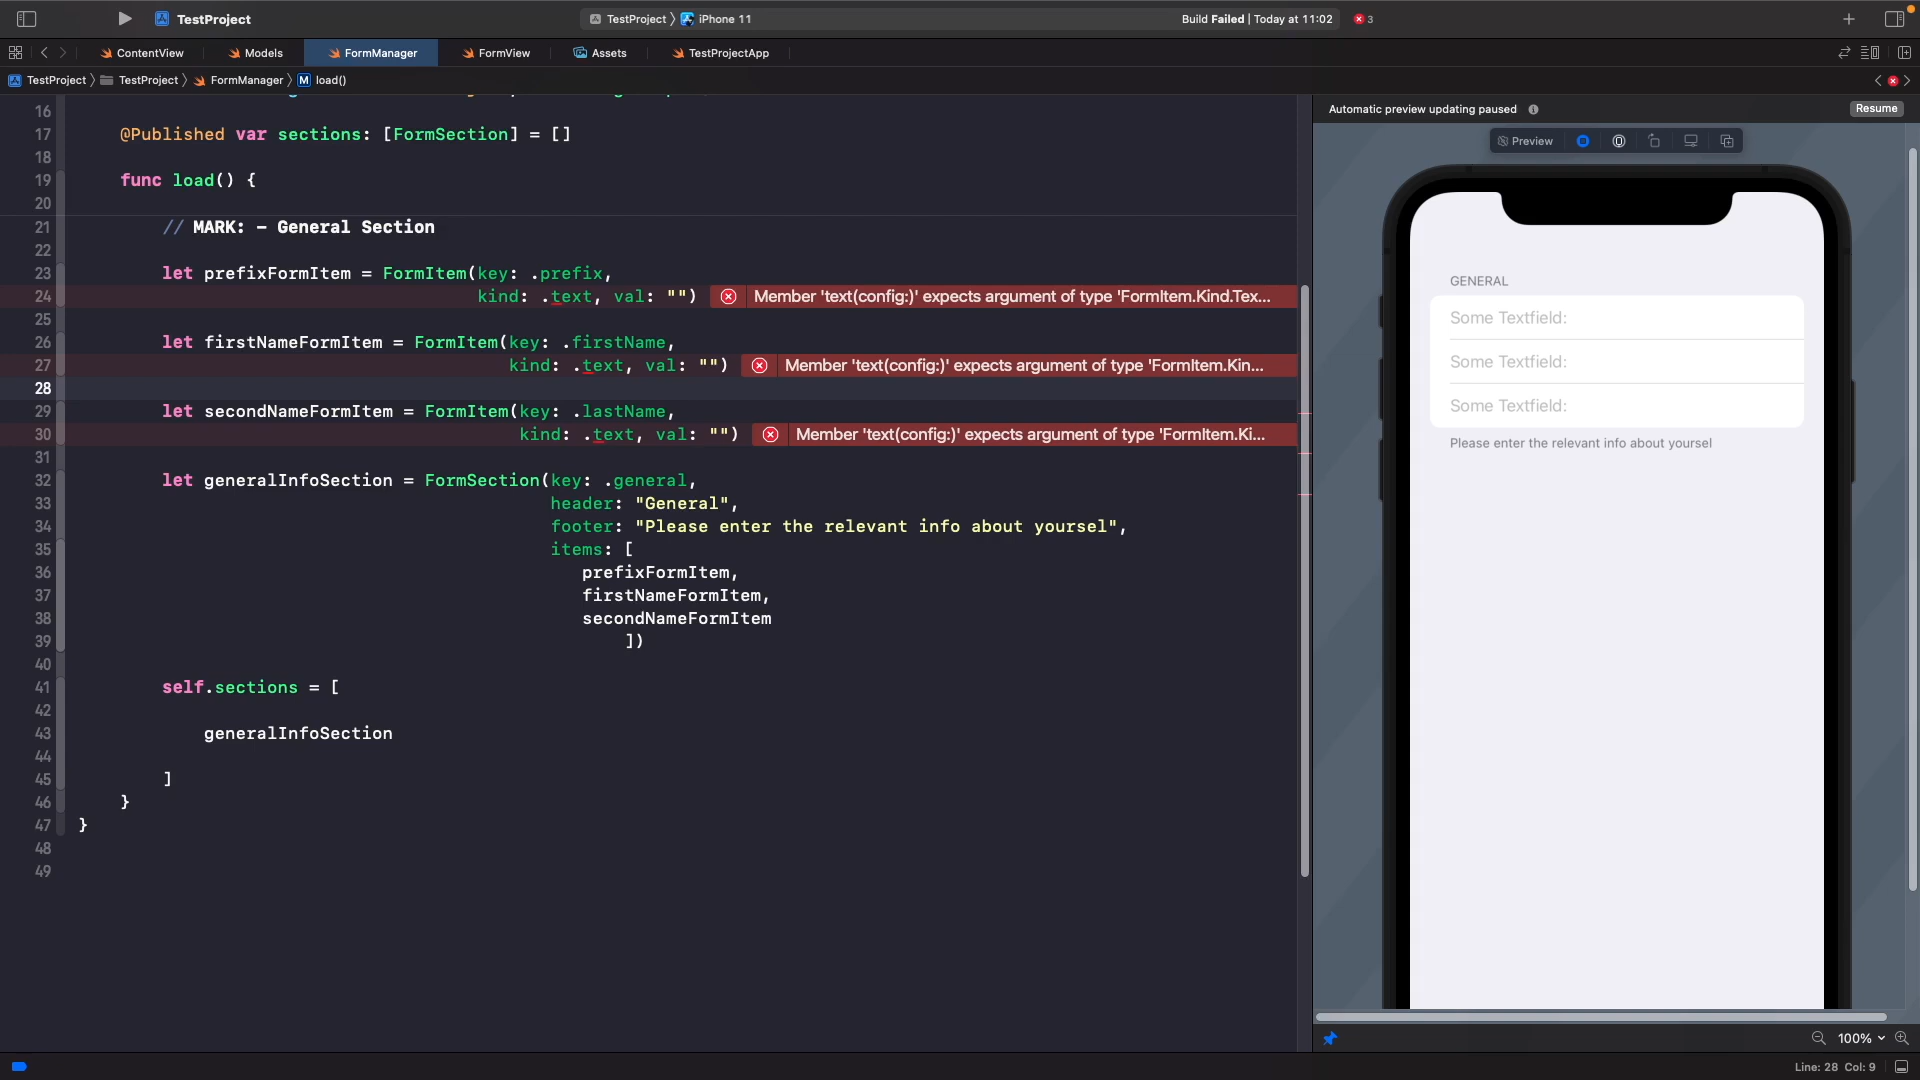 TestProject
TestProject 〉 iPhone 11
Build Failed | Today at 11:02
3
ContentView
Models
FormManager
FormView
Assets
TestProjectApp
TestProject 〉 TestProject 〉 FormManager 〉 M load()
16
17 @Published var sections: [FormSection] = []
18
19 func load() {
20
21 // MARK: - General Section
22
23 let prefixFormItem = FormItem(key: .prefix,
24 kind: .text, val: "") Member 'text(config:)' expects argument of type 'FormItem.Kind.Tex...
25
26 let firstNameFormItem = FormItem(key: .firstName,
27 kind: .text, val: "") Member 'text(config:)' expects argument of type 'FormItem.Kin...
28
29 let secondNameFormItem = FormItem(key: .lastName,
30 kind: .text, val: "") Member 'text(config:)' expects argument of type 'FormItem.Ki...
31
32 let generalInfoSection = FormSection(key: .general,
33 header: "General",
34 footer: "Please enter the relevant info about yoursel",
35 items: [
36 prefixFormItem,
37 firstNameFormItem,
38 secondNameFormItem
39 ])
40
41 self.sections = [
42
43 generalInfoSection
44
45 ]
46 }
47 }
48
49
Automatic preview updating paused
Resume
Preview
GENERAL
Some Textfield:
Some Textfield:
Some Textfield:
Please enter the relevant info about yoursel
100%
Line: 28 Col: 9